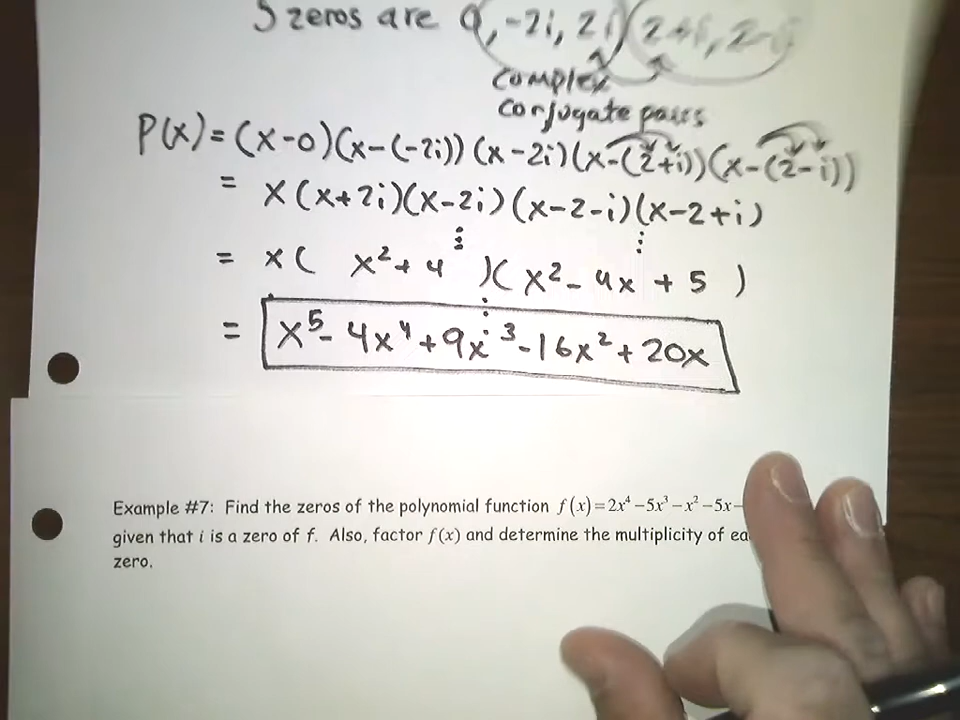 5 zeros are 0, -2i, 2i, 2+i, 2-i
complex
conjugate pairs
P(x) = (x-0)(x-(-2i))(x-2i)(x-(2+i))(x-(2-i))
= x(x+2i)(x-2i)(x-2-i)(x-2+i)
= x( x²+4 )( x²-4x+5 )
= x⁵-4x⁴+9x³-16x²+20x
Example #7: Find the zeros of the polynomial function f(x)=2x⁴-5x³-x²-5x-
given that i is a zero of f. Also, factor f(x) and determine the multiplicity of
zero.